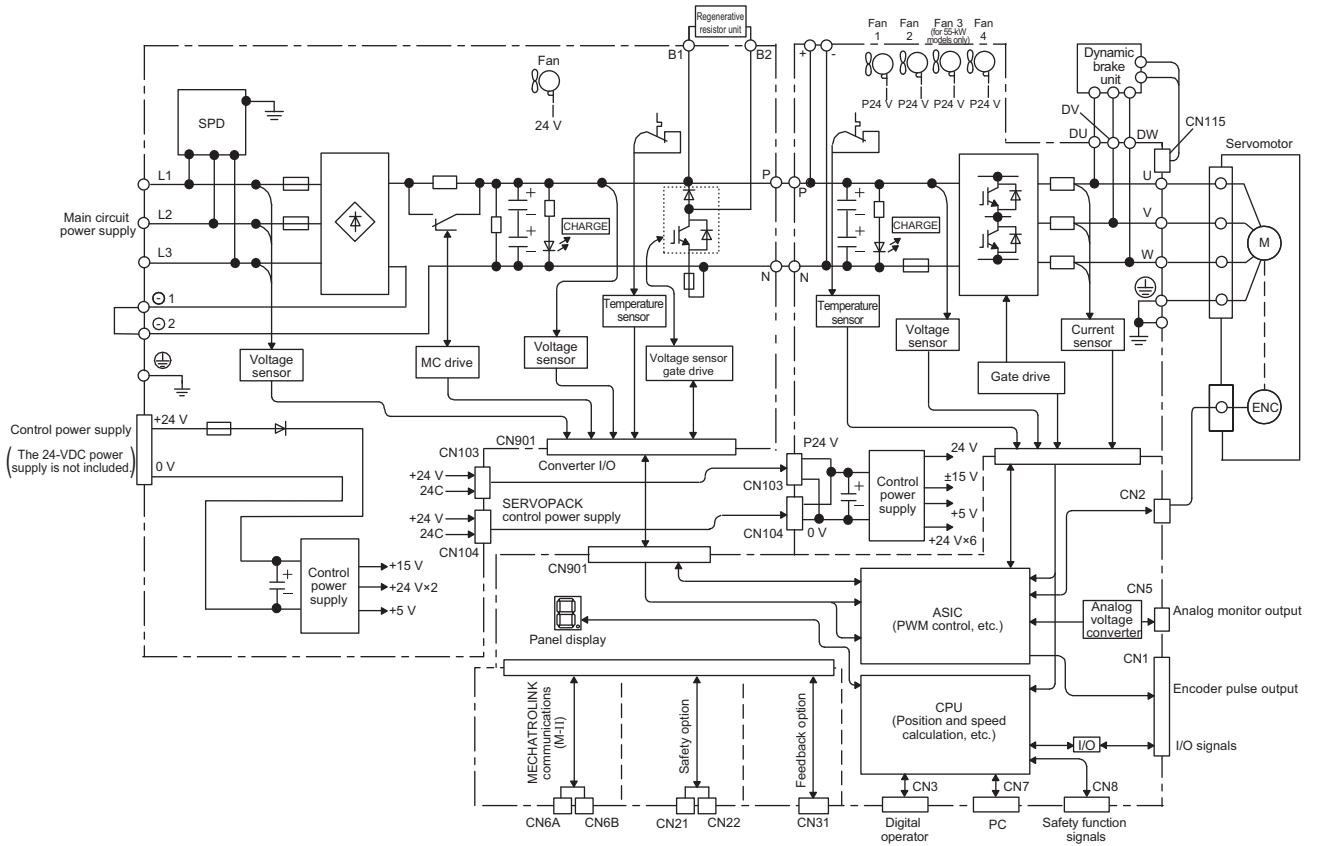 Regenerative
resistor unit
B1
B2
Fan
1
Fan
2
Fan 3
(for 55-kW
models only)
Fan
4
+
-
P24 V
P24 V
P24 V
P24 V
Fan
24 V
SPD
Dynamic
brake
unit
DV
DU
DW
CN115
Servomotor
L1
L2
L3
Main circuit
power supply
P
P
N
N
+
−
+
−
CHARGE
+
−
+
−
CHARGE
U
V
W
M
⊖ 1
⊖ 2
Voltage
sensor
MC drive
Voltage
sensor
Temperature
sensor
Voltage sensor
gate drive
Temperature
sensor
Voltage
sensor
Gate drive
Current
sensor
ENC
Control power supply
(The 24-VDC power
supply is not included.)
+24 V
0 V
CN901
Converter I/O
CN103
+24 V
24C
+24 V
24C
CN104
SERVOPACK
control power supply
CN103
CN104
P24 V
0 V
+
−
Control
power
supply
24 V
±15 V
+5 V
+24 V×6
CN2
+
−
Control
power
supply
+15 V
+24 V×2
+5 V
CN901
Panel display
ASIC
(PWM control, etc.)
CN5
Analog
voltage
converter
Analog monitor output
CN1
Encoder pulse output
CPU
(Position and speed
calculation, etc.)
I/O
I/O signals
MECHATROLINK
communications
(M-II)
Safety option
Feedback option
CN6A
CN6B
CN21
CN22
CN31
CN3
CN7
CN8
Digital
operator
PC
Safety function
signals